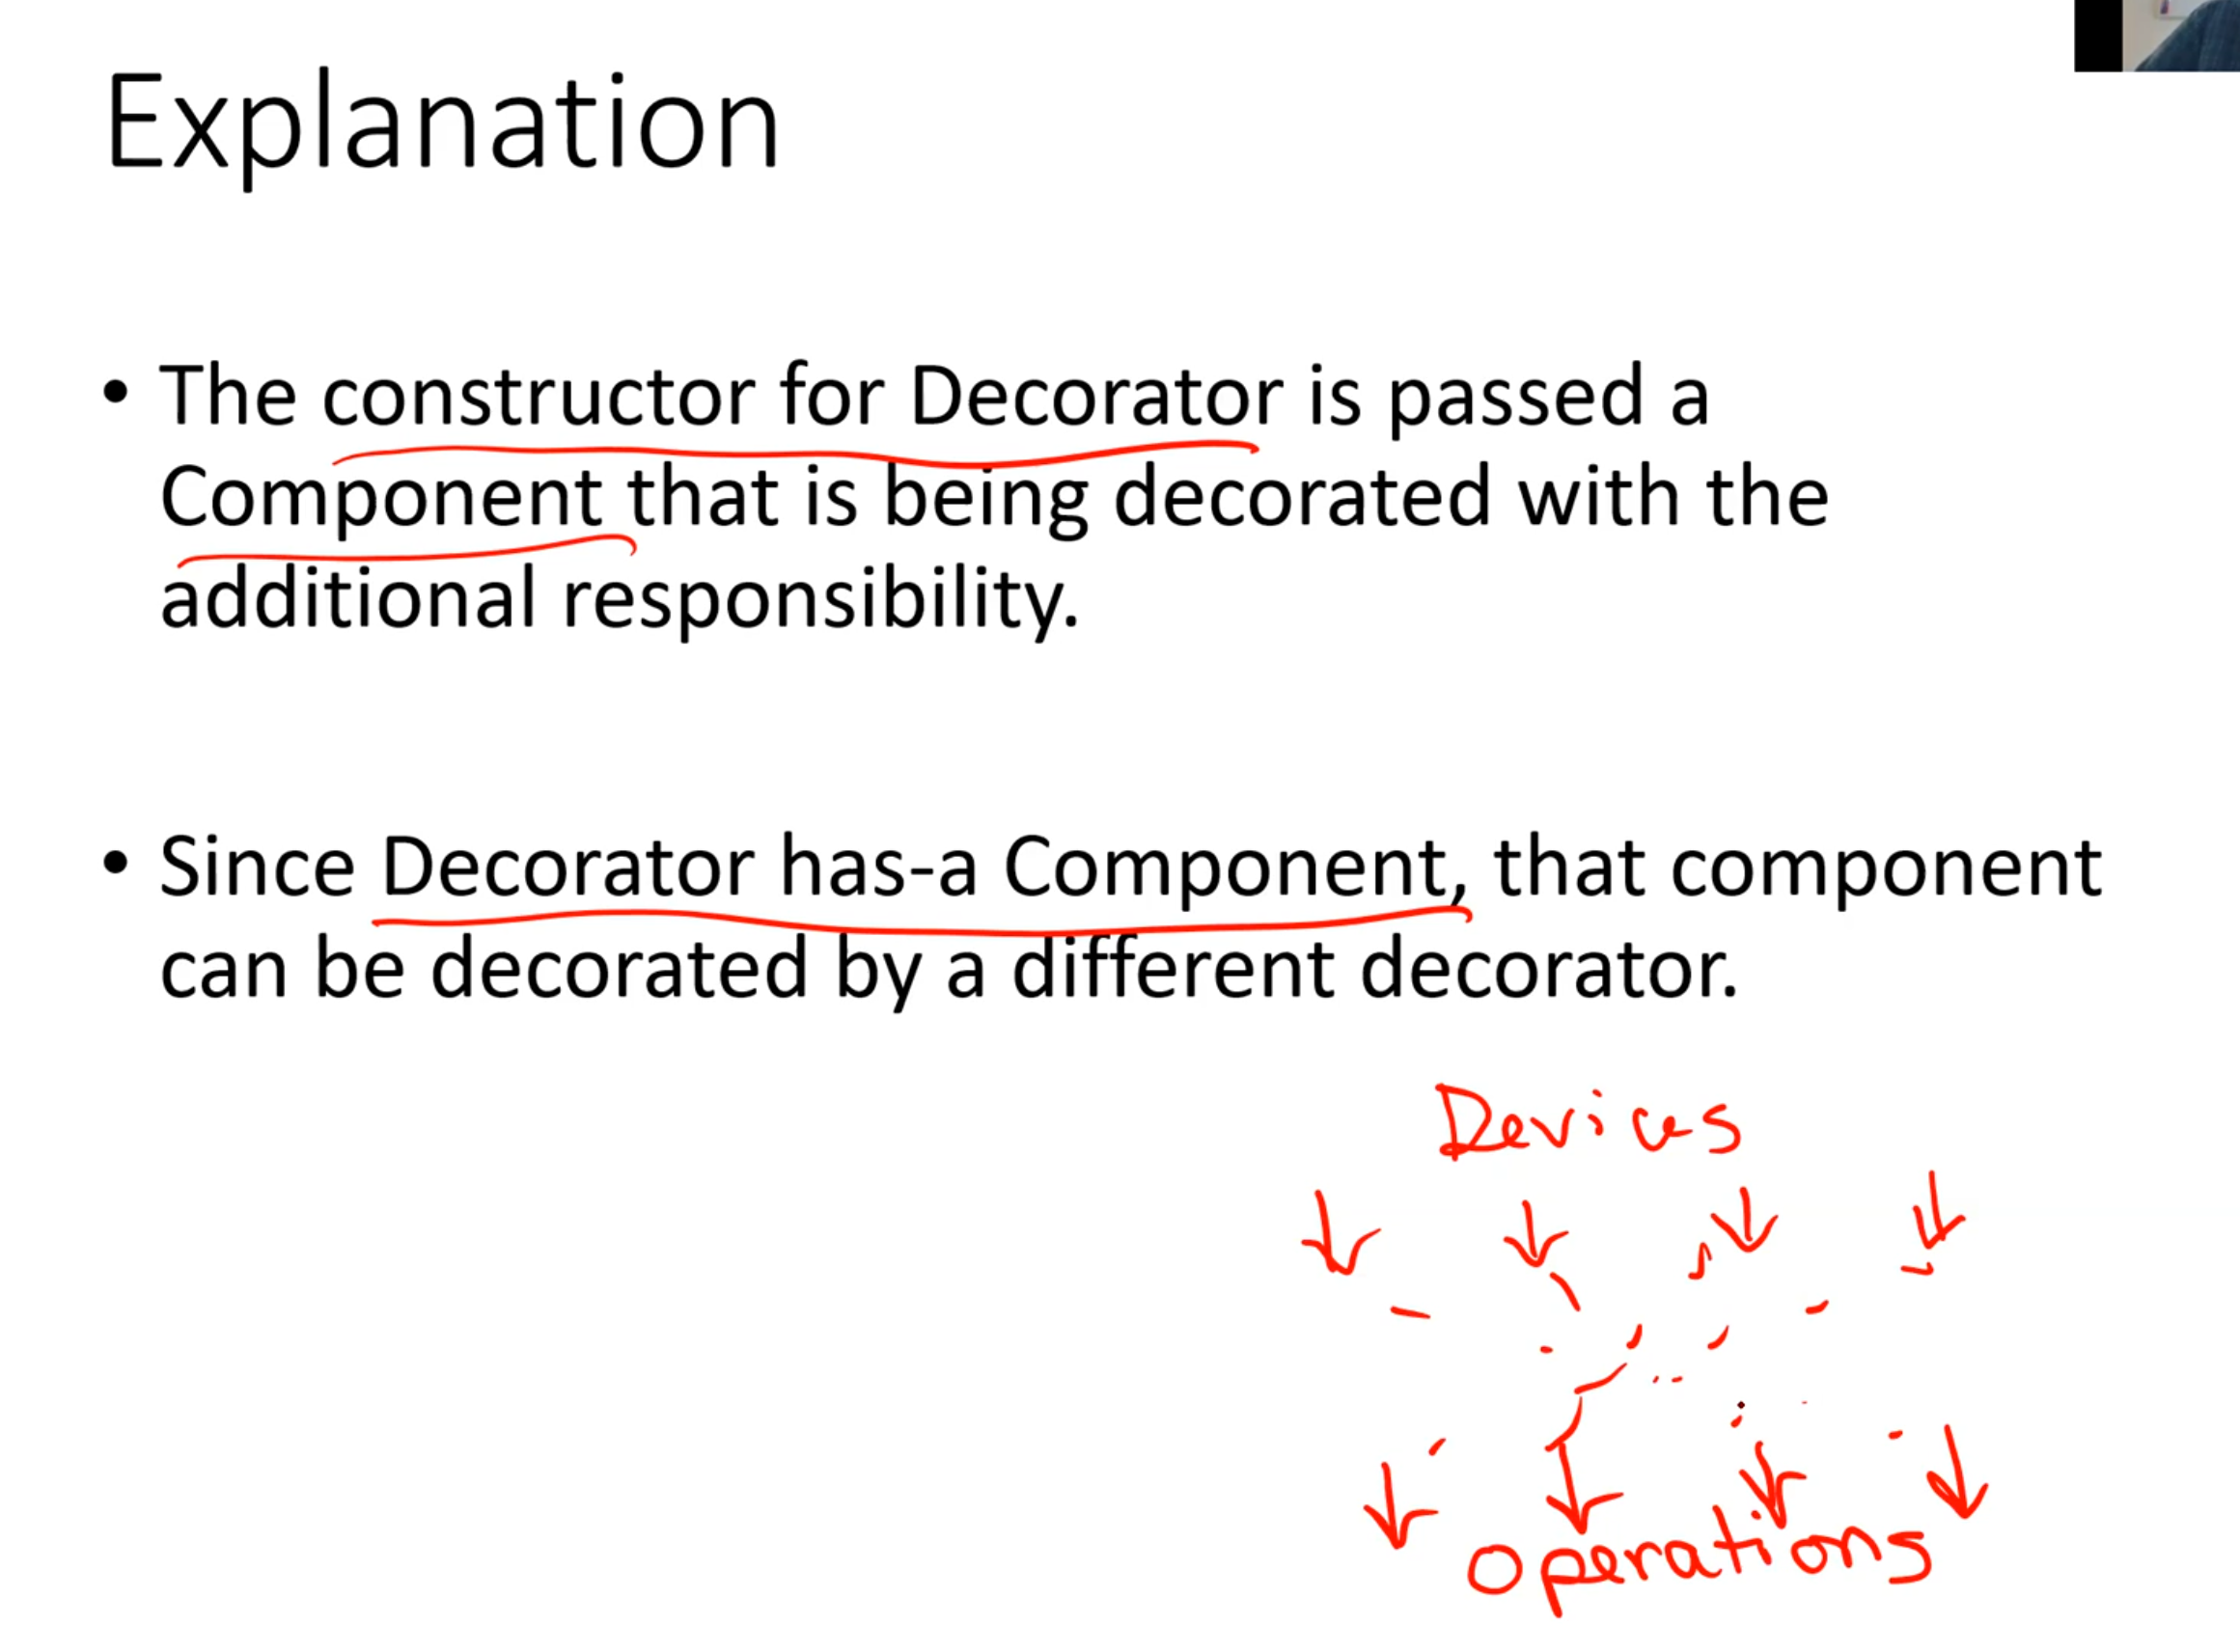 Explanation
• The constructor for Decorator is passed a
Component that is being decorated with the
additional responsibility.
• Since Decorator has-a Component, that component
can be decorated by a different decorator.
Devices
operations